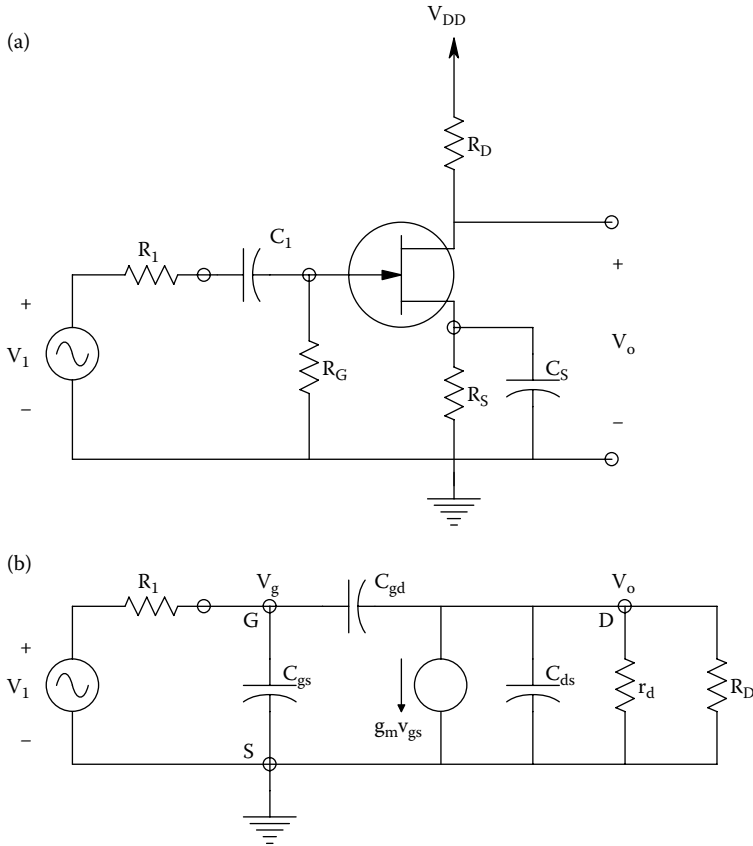 (a)
V_DD
R_D
C_1
R_1
+
+
V_1
R_G
R_S
C_S
V_o
−
−
(b)
R_1
V_g
C_gd
V_o
G
D
+
V_1
C_gs
C_ds
r_d
R_D
g_m v_gs
−
S